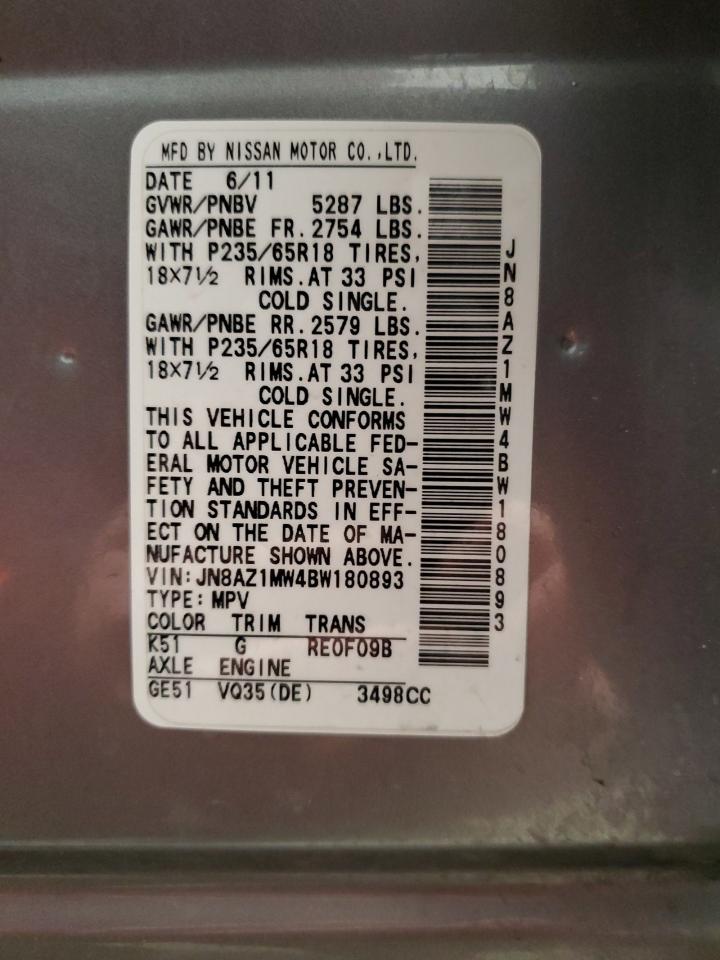 MFD BY NISSAN MOTOR CO.,LTD.
DATE 6/11
GVWR/PNBV 5287 LBS.
GAWR/PNBE FR. 2754 LBS.
WITH P235/65R18 TIRES,
18×7½ RIMS. AT 33 PSI
COLD SINGLE.
GAWR/PNBE RR. 2579 LBS.
WITH P235/65R18 TIRES,
18×7½ RIMS. AT 33 PSI
COLD SINGLE.
THIS VEHICLE CONFORMS
TO ALL APPLICABLE FED-
ERAL MOTOR VEHICLE SA-
FETY AND THEFT PREVEN-
TION STANDARDS IN EFF-
ECT ON THE DATE OF MA-
NUFACTURE SHOWN ABOVE.
VIN: JN8AZ1MW4BW180893
TYPE: MPV
COLOR TRIM TRANS
K51 G RE0F09B
AXLE ENGINE
GE51 VQ35(DE) 3498CC
JN8AZ1MW4BW180893